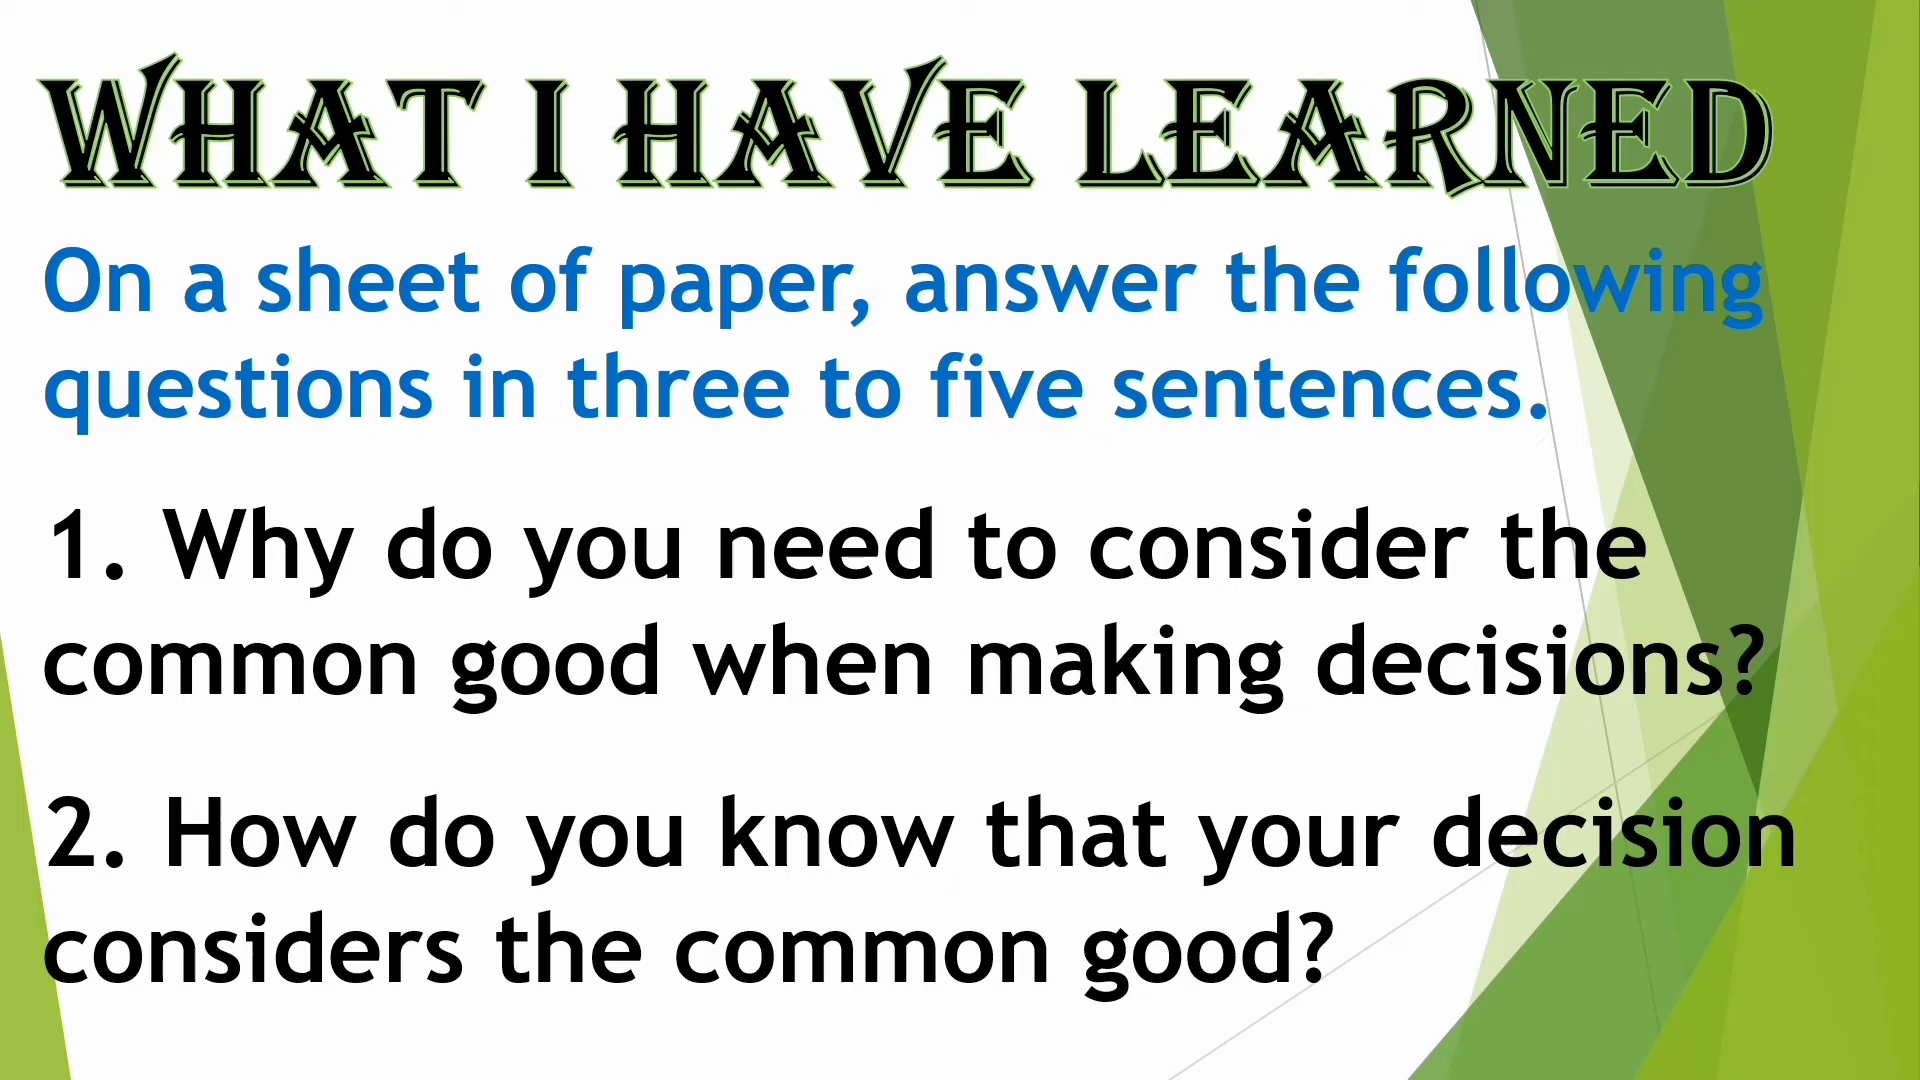 WHAT I HAVE LEARNED
On a sheet of paper, answer the following
questions in three to five sentences.
1. Why do you need to consider the
common good when making decisions?
2. How do you know that your decision
considers the common good?